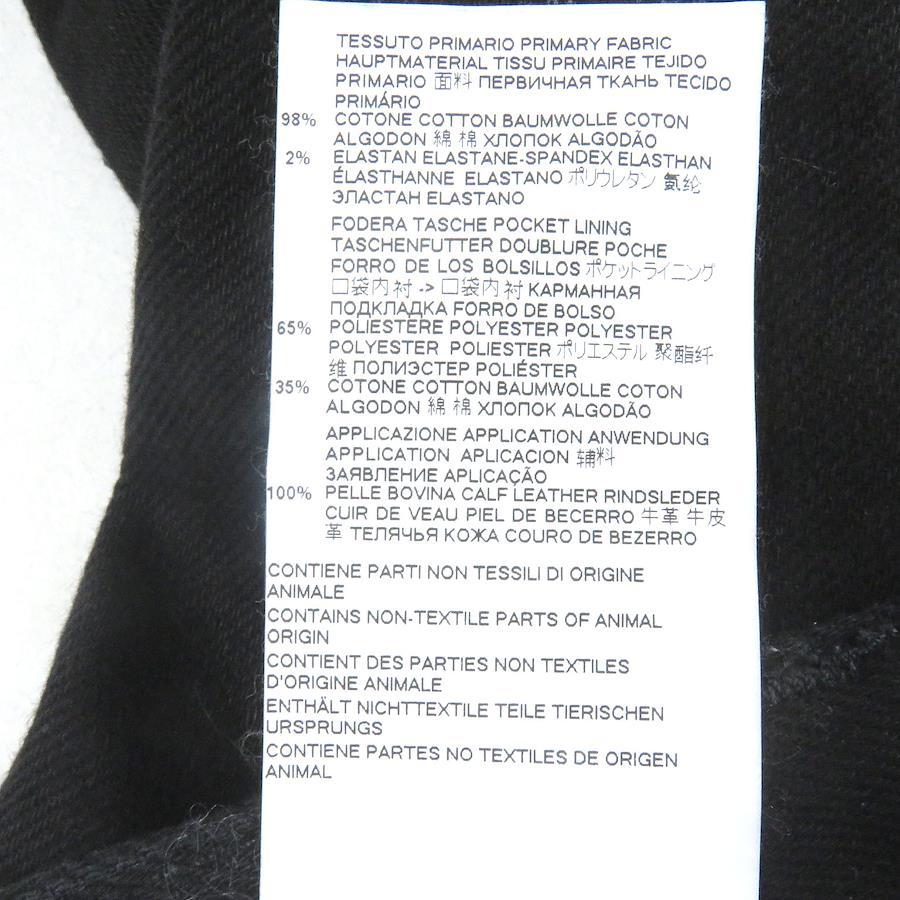 TESSUTO PRIMARIO PRIMARY FABRIC
HAUPTMATERIAL TISSU PRIMAIRE TEJIDO
PRIMARIO 面料 ПЕРВИЧНАЯ ТКАНЬ TECIDO
PRIMÁRIO
98% COTONE COTTON BAUMWOLLE COTON
ALGODON 綿 棉 ХЛОПОК ALGODÃO
2% ELASTAN ELASTANE-SPANDEX ELASTHAN
ÉLASTHANNE ELASTANO ポリウレタン 氨纶
ЭЛАСТАН ELASTANO
FODERA TASCHE POCKET LINING
TASCHENFUTTER DOUBLURE POCHE
FORRO DE LOS BOLSILLOS ポケットライニング
口袋内衬 -> 口袋内衬 КАРМАННАЯ
ПОДКЛАДКА FORRO DE BOLSO
65% POLIESTERE POLYESTER POLYESTER
POLYESTER POLIESTER ポリエステル 聚酯纤
维 ПОЛИЭСТЕР POLIÉSTER
35% COTONE COTTON BAUMWOLLE COTON
ALGODON 綿 棉 ХЛОПОК ALGODÃO
APPLICAZIONE APPLICATION ANWENDUNG
APPLICATION APLICACION 辅料
ЗАЯВЛЕНИЕ APLICAÇÃO
100% PELLE BOVINA CALF LEATHER RINDSLEDER
CUIR DE VEAU PIEL DE BECERRO 牛革 牛皮
革 ТЕЛЯЧЬЯ КОЖА COURO DE BEZERRO
CONTIENE PARTI NON TESSILI DI ORIGINE
ANIMALE
CONTAINS NON-TEXTILE PARTS OF ANIMAL
ORIGIN
CONTIENT DES PARTIES NON TEXTILES
D'ORIGINE ANIMALE
ENTHÄLT NICHTTEXTILE TEILE TIERISCHEN
URSPRUNGS
CONTIENE PARTES NO TEXTILES DE ORIGEN
ANIMAL